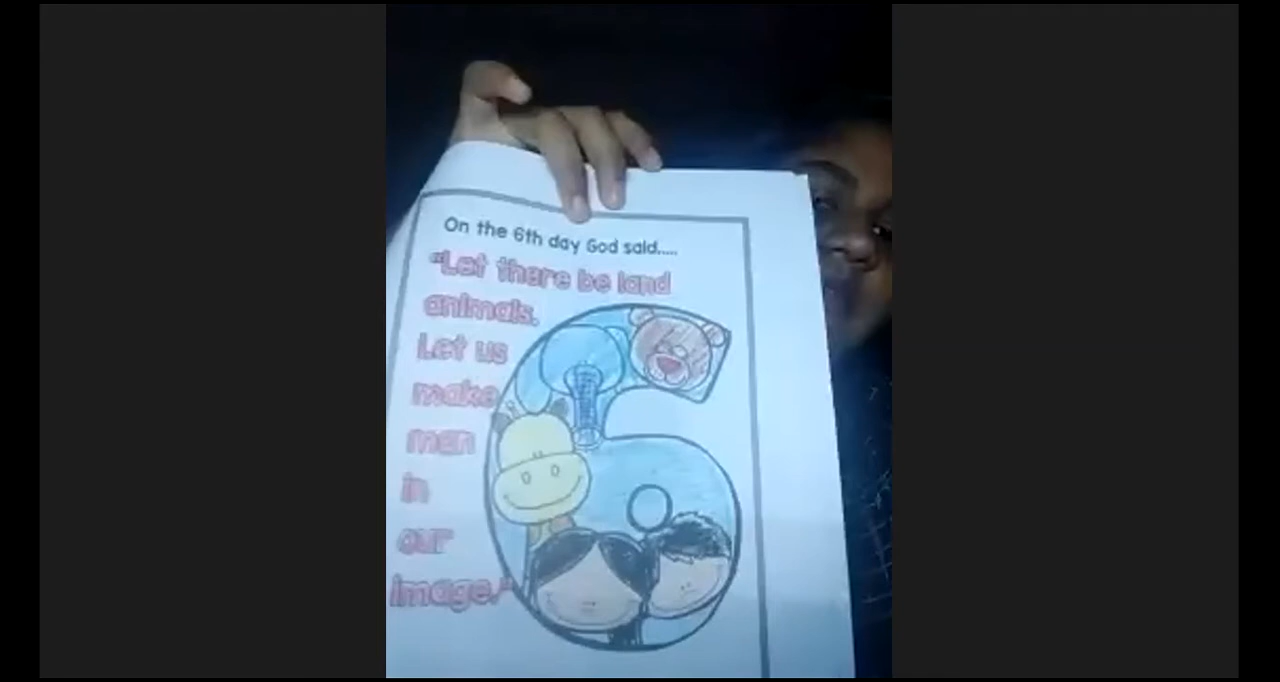 On the 6th day God said.....
"Let there be land
animals.
Let us
make
man
in
our
image."